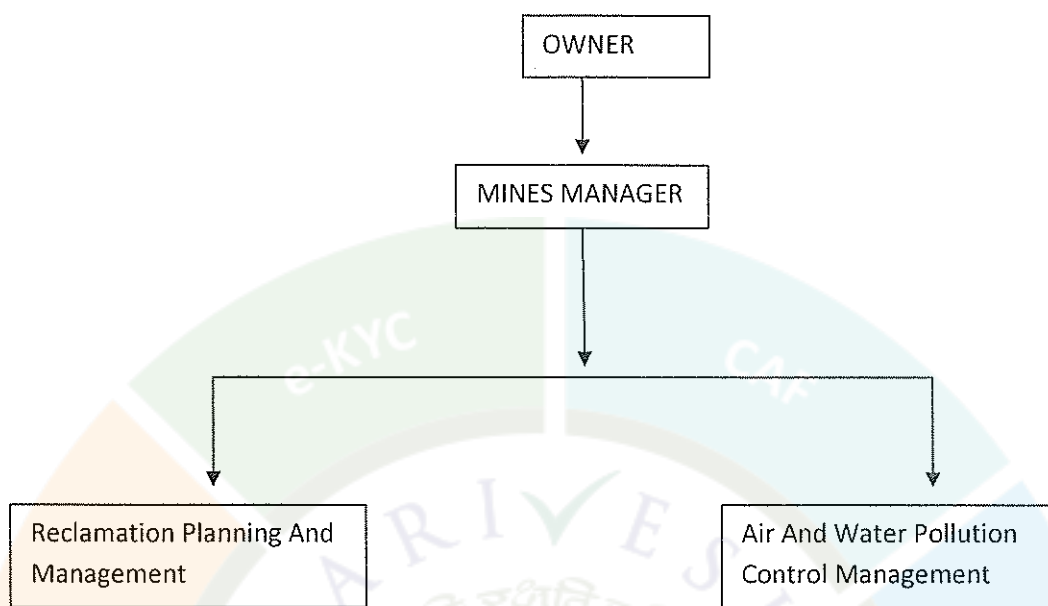 OWNER
MINES MANAGER
e-KYC
CAF
Reclamation Planning And
Management
Air And Water Pollution
Control Management